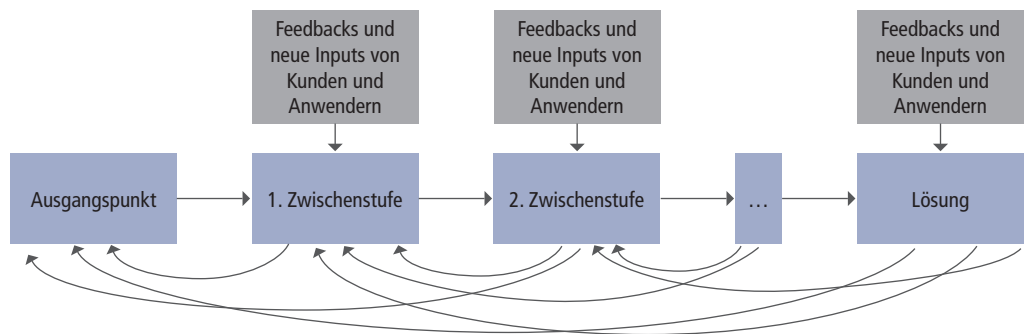 Feedbacks und
neue Inputs von
Kunden und
Anwendern
Feedbacks und
neue Inputs von
Kunden und
Anwendern
Feedbacks und
neue Inputs von
Kunden und
Anwendern
Ausgangspunkt
1. Zwischenstufe
2. Zwischenstufe
…
Lösung